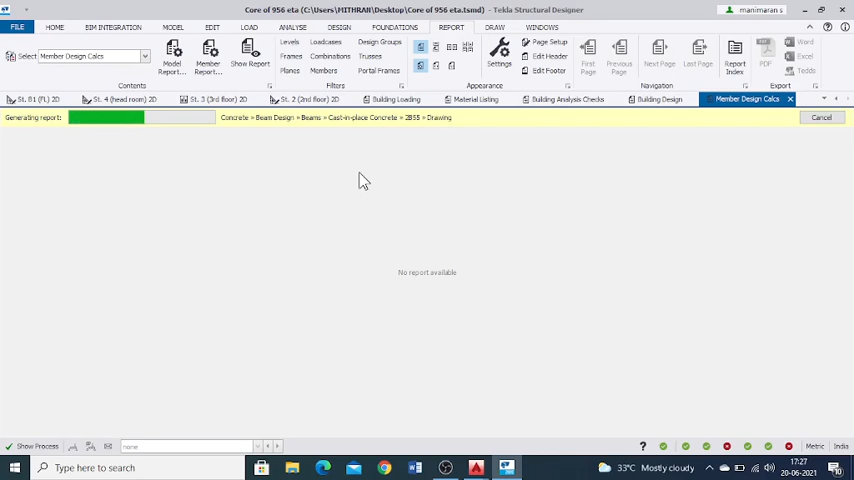 Core of 956 eta (C:\Users\MITHRAN\Desktop\Core of 956 eta.tsmd) - Tekla Structural Designer
manimaran s
FILE HOME BIM INTEGRATION MODEL EDIT ANALYSE DESIGN FOUNDATIONS REPORT DRAW WINDOWS
Select Member Design Calcs
Model Report...
Member Report...
Show Report
Contents
Levels Loadcases Design Groups
Frames Combinations Trusses
Planes Members Portal Frames
Filters
Appearance
Settings
Page Setup
Edit Header
Edit Footer
First Page
Previous Page
Next Page
Last Page
Navigation
Report Index
PDF
Word
Excel
Tedds
Export
St. B1 (FL) 2D St. 4 (head room) 2D St. 3 (3rd floor) 2D St. 2 (2nd floor) 2D Building Loading Material Listing Building Analysis Checks Building Design Member Design Calcs
Generating report: Concrete » Beam Design » Beams » Cast-in-place Concrete » 2B55 » Drawing Cancel
No report available
Show Process none Metric India
Type here to search 33°C Mostly cloudy 17:27
20-06-2021
10